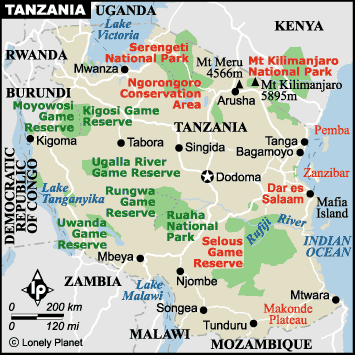 TANZANIA
UGANDA
Lake
Victoria
KENYA
RWANDA
Serengeti
National Park
Mt Meru
4566m
Mt Kilimanjaro
National Park
Mwanza
Mt Kilimanjaro
5895m
BURUNDI
Ngorongoro
Conservation
Area
Arusha
Moyowosi
Game
Reserve
Kigosi Game
Reserve
TANZANIA
Pemba
Kigoma
Tabora
Singida
Tanga
Bagamoyo
DEMOCRATIC
REPUBLIC
OF CONGO
Ugalla River
Game Reserve
Dodoma
Zanzibar
Lake
Tanganyika
Rungwa
Game
Reserve
Dar es
Salaam
Mafia
Island
Uwanda
Game
Reserve
Ruaha
National
Park
Rufiji River
INDIAN
OCEAN
Selous
Game
Reserve
Mbeya
ZAMBIA
Njombe
Lake
Malawi
Mtwara
Makonde
Plateau
Songea
Tunduru
lp
0 200 km
0 120 mi
MALAWI
MOZAMBIQUE
© Lonely Planet